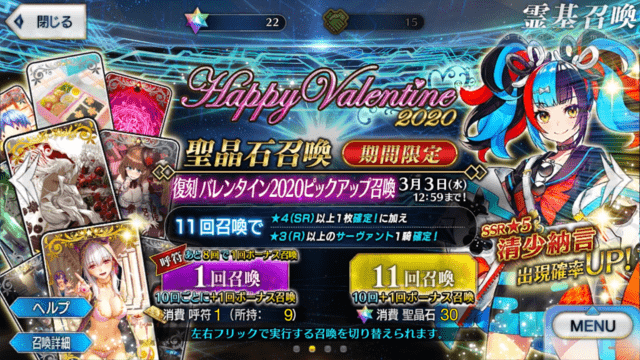 閉じる
22
15
霊基召喚
Happy Valentine
2020
聖晶石召喚 期間限定
復刻 バレンタイン2020ピックアップ召喚 3月3日(水)
12:59まで!
11回召喚で ★4(SR)以上1枚確定!に加え
★3(R)以上のサーヴァント1騎確定!
SSR★5
清少納言
出現確率UP!
呼符 あと8回で1回ボーナス召喚
1回召喚
10回ごとに+1回ボーナス召喚
消費 呼符1(所持: 9)
11回召喚
10回+1回ボーナス召喚
消費 聖晶石30
左右フリックで実行する召喚を切り替えられます。
ヘルプ
召喚詳細
MENU